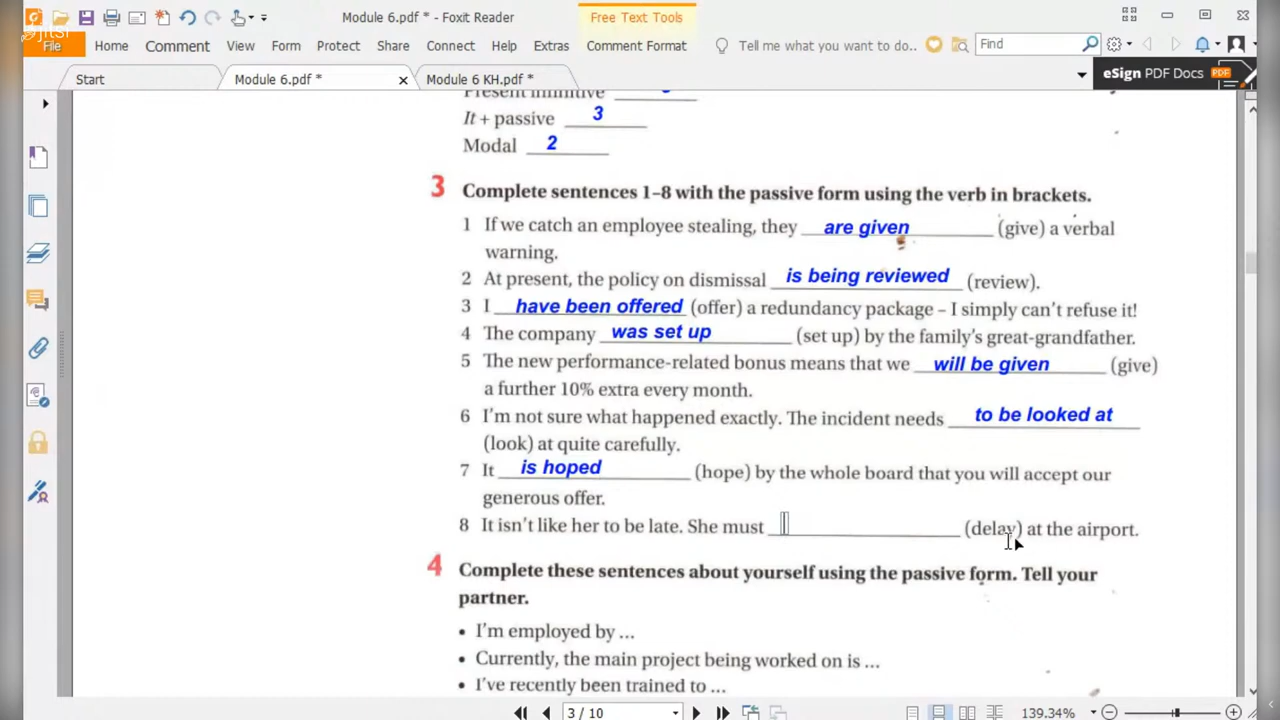 Module 6.pdf * - Foxit Reader
Free Text Tools
Jitsi
File Home Comment View Form Protect Share Connect Help Extras Comment Format Tell me what you want to do.. Find
Start Module 6.pdf * Module 6 KH.pdf * eSign PDF Docs PDF
Present infinitive
It + passive 3
Modal 2
3 Complete sentences 1–8 with the passive form using the verb in brackets.
1 If we catch an employee stealing, they are given (give) a verbal
warning.
2 At present, the policy on dismissal is being reviewed (review).
3 I have been offered (offer) a redundancy package – I simply can't refuse it!
4 The company was set up (set up) by the family's great-grandfather.
5 The new performance-related bonus means that we will be given (give)
a further 10% extra every month.
6 I'm not sure what happened exactly. The incident needs to be looked at
(look) at quite carefully.
7 It is hoped (hope) by the whole board that you will accept our
generous offer.
8 It isn't like her to be late. She must (delay) at the airport.
4 Complete these sentences about yourself using the passive form. Tell your
partner.
• I'm employed by ...
• Currently, the main project being worked on is ...
• I've recently been trained to ...
3 / 10 139.34%